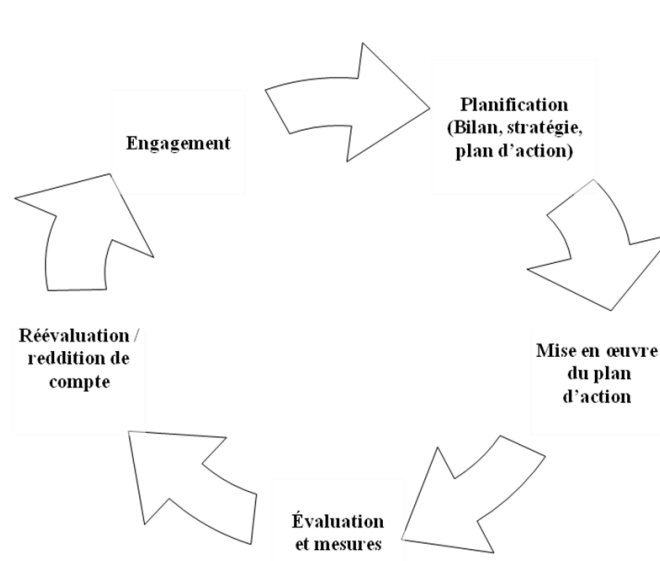 Engagement
Planification
(Bilan, stratégie,
plan d'action)
Mise en œuvre
du plan
d'action
Évaluation
et mesures
Réévaluation /
reddition de
compte